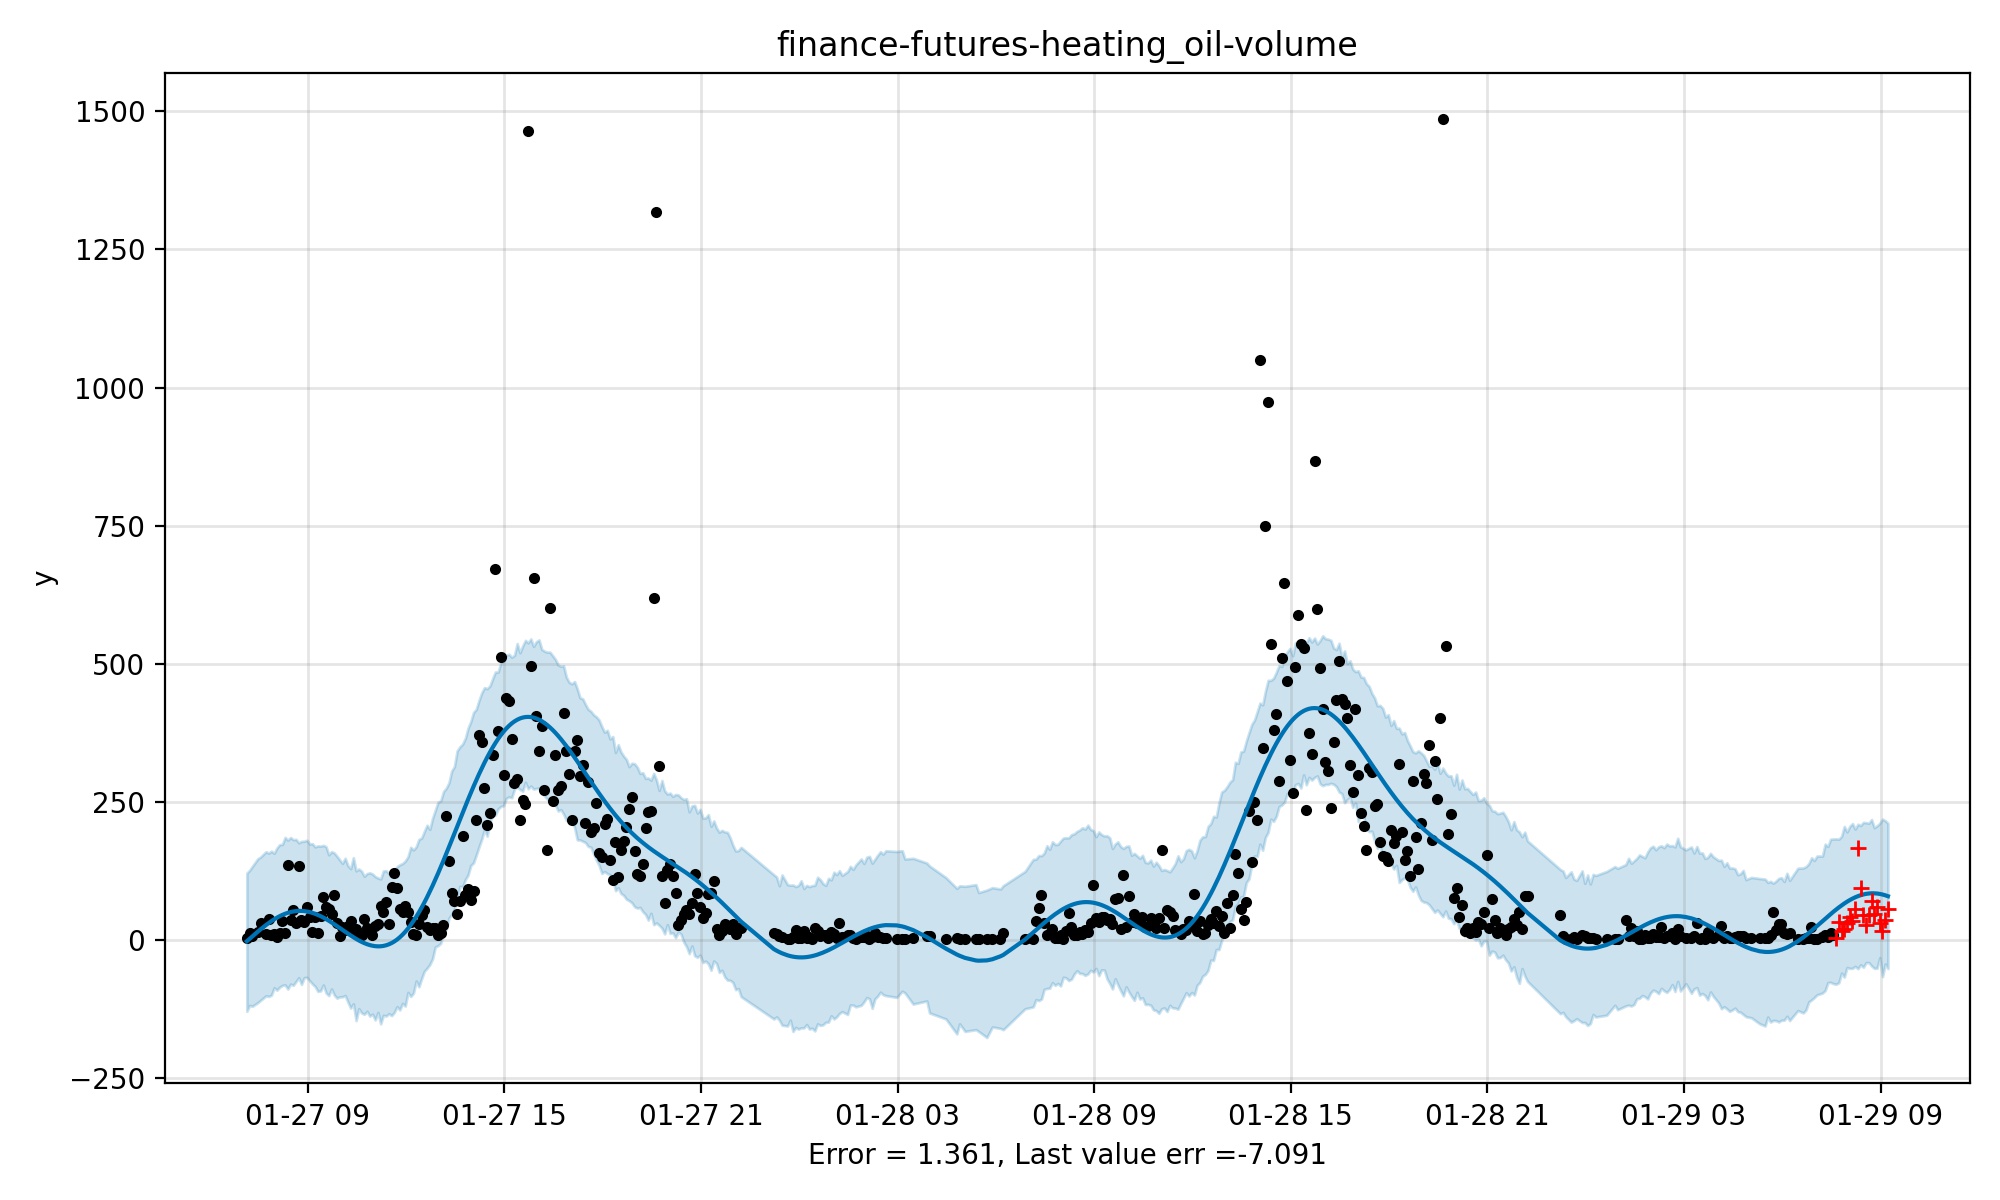 finance-futures-heating_oil-volume
1500
1250
1000
750
500
250
0
−250
y
01-27 09 01-27 15 01-27 21 01-28 03 01-28 09 01-28 15 01-28 21 01-29 03 01-29 09
Error = 1.361, Last value err =-7.091